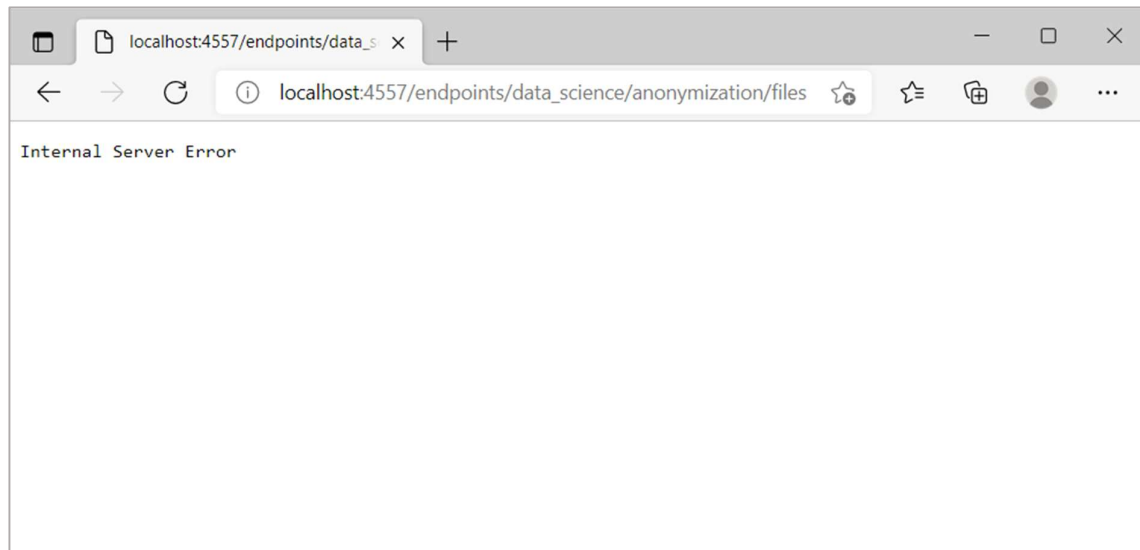 localhost:4557/endpoints/data_s
localhost:4557/endpoints/data_science/anonymization/files
Internal Server Error